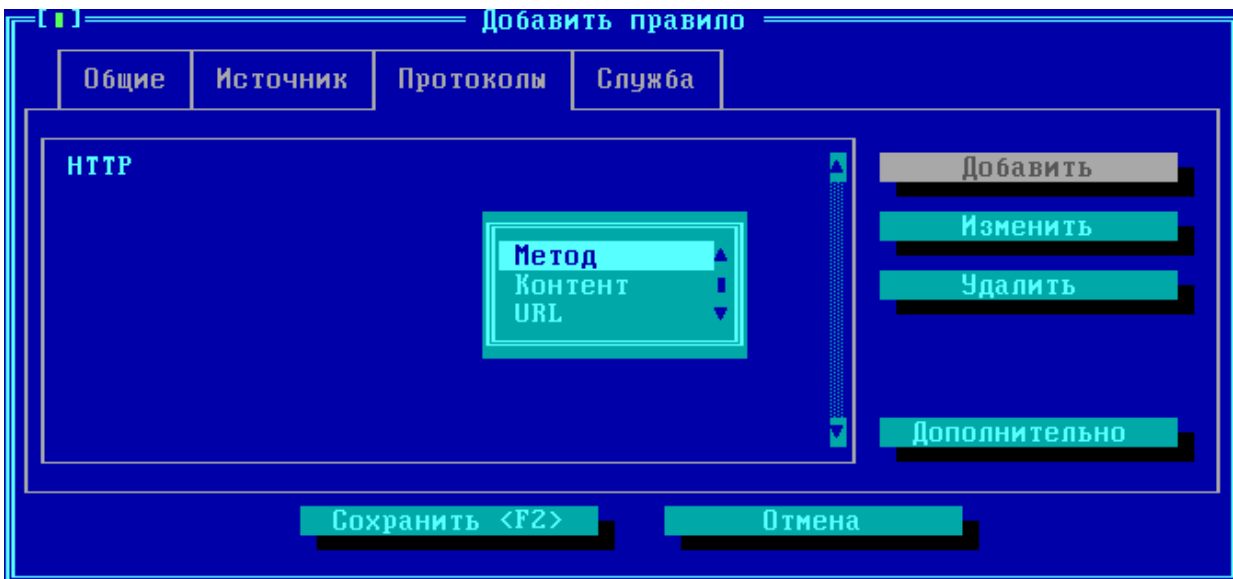 Добавить правило
Общие Источник Протоколы Служба
HTTP
Добавить
Изменить
Метод
Контент
URL
Удалить
Дополнительно
Сохранить <F2> Отмена